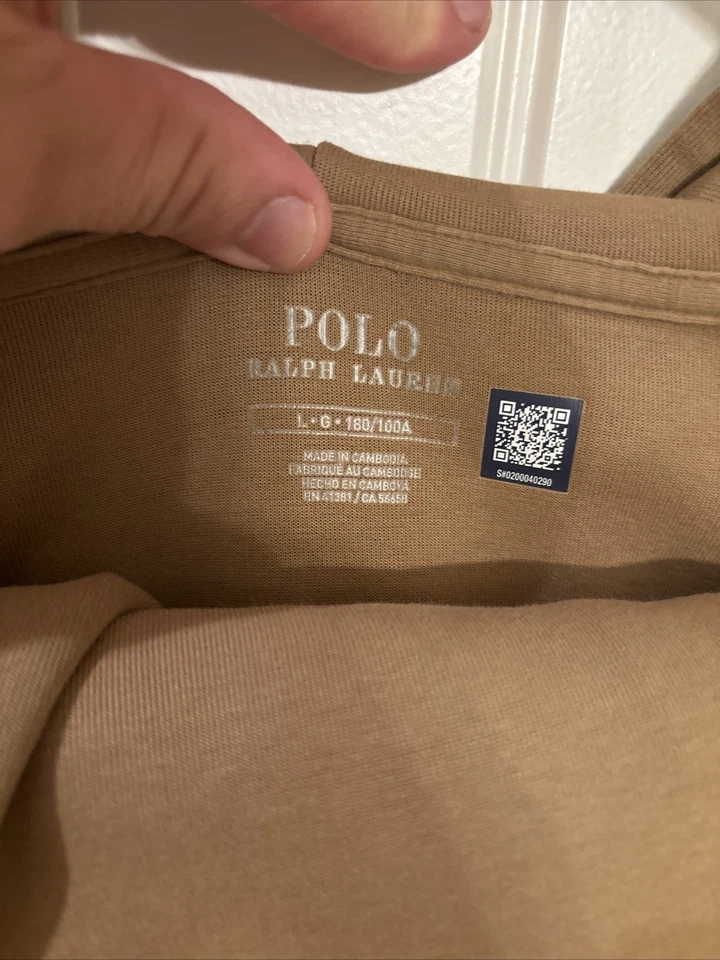 POLO
RALPH LAUREN
L • G • 180/100A
MADE IN CAMBODIA
FABRIQUÉ AU CAMBODGE
HECHO EN CAMBOYA
RN 41381 / CA 56658
S#0200040290